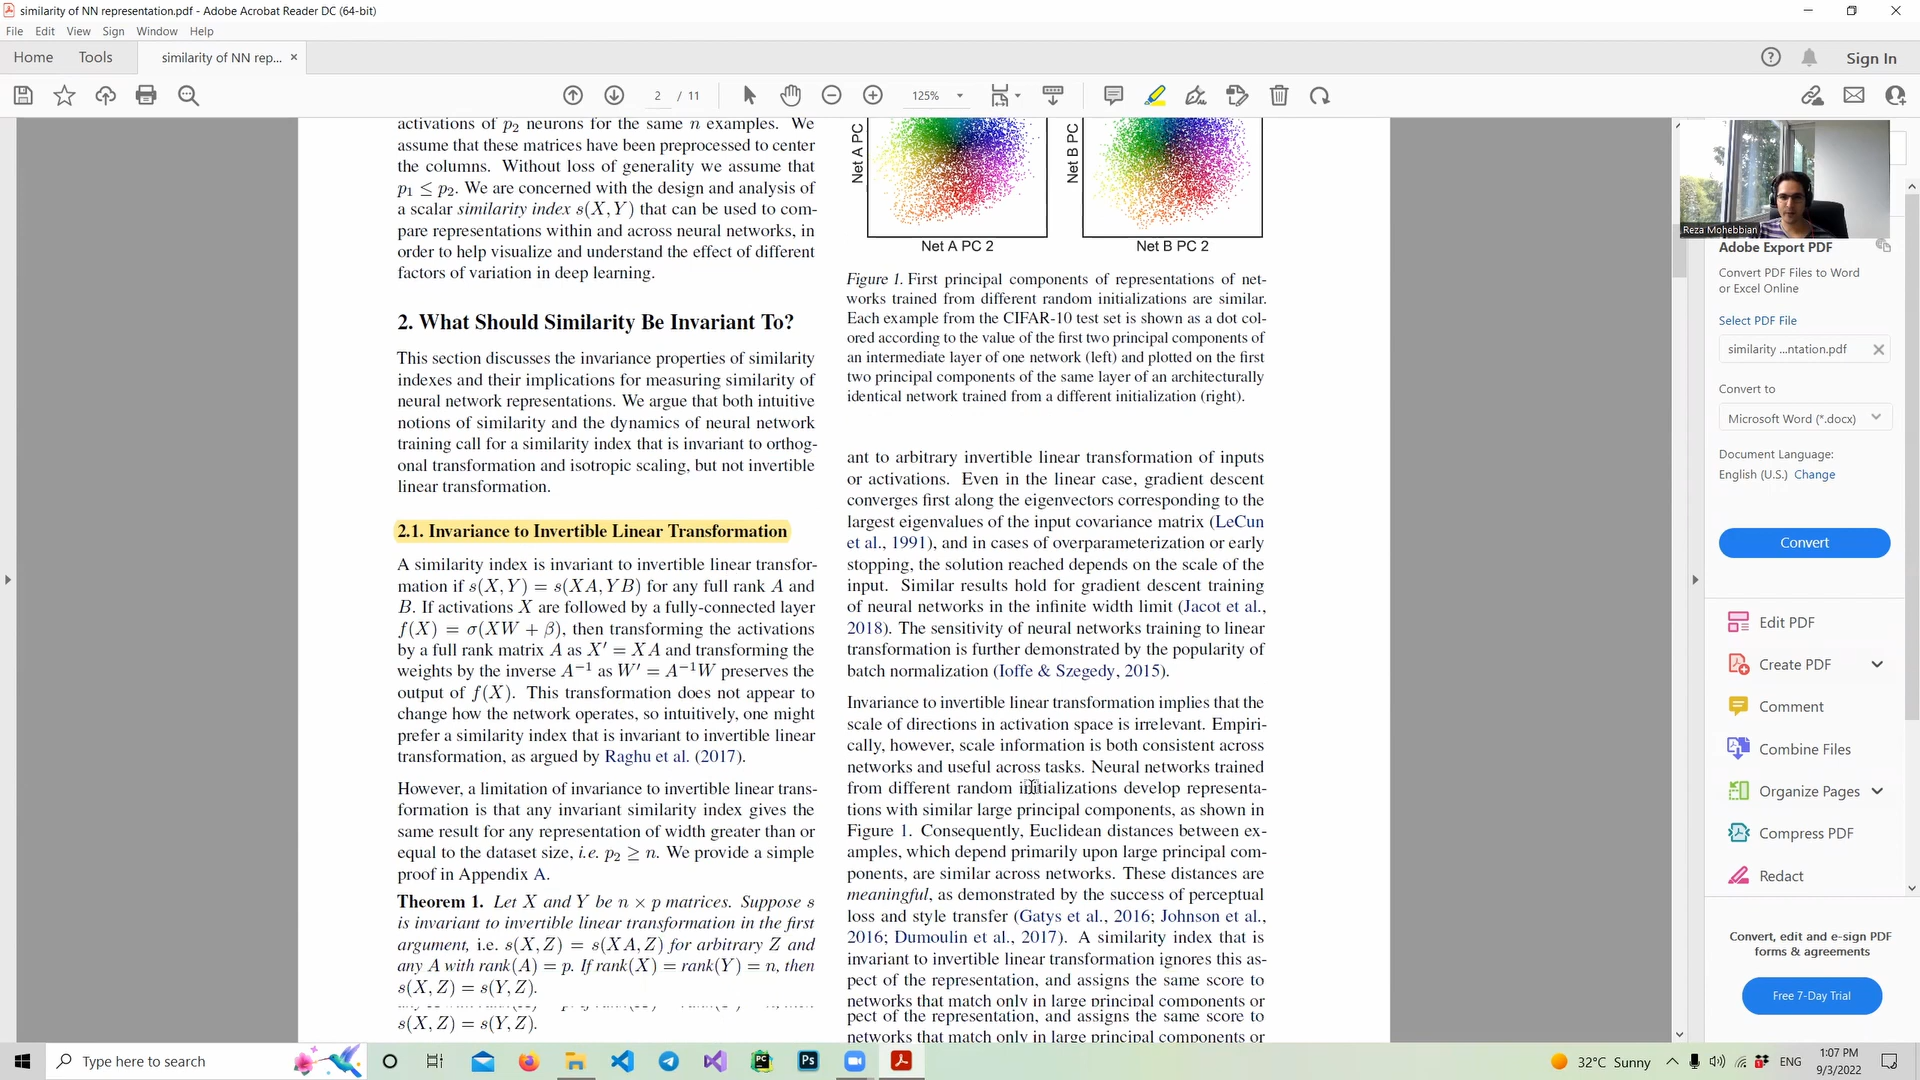 similarity of NN representation.pdf - Adobe Acrobat Reader DC (64-bit)
File Edit View Sign Window Help
Home Tools similarity of NN rep... × Sign In
2 / 11 125%
activations of p₂ neurons for the same n examples. We
assume that these matrices have been preprocessed to center
the columns. Without loss of generality we assume that
p₁ ≤ p₂. We are concerned with the design and analysis of
a scalar similarity index s(X, Y) that can be used to com-
pare representations within and across neural networks, in
order to help visualize and understand the effect of different
factors of variation in deep learning.
2. What Should Similarity Be Invariant To?
This section discusses the invariance properties of similarity
indexes and their implications for measuring similarity of
neural network representations. We argue that both intuitive
notions of similarity and the dynamics of neural network
training call for a similarity index that is invariant to orthog-
onal transformation and isotropic scaling, but not invertible
linear transformation.
2.1. Invariance to Invertible Linear Transformation
A similarity index is invariant to invertible linear transfor-
mation if s(X, Y) = s(XA, YB) for any full rank A and
B. If activations X are followed by a fully-connected layer
f(X) = σ(XW + β), then transforming the activations
by a full rank matrix A as X′ = XA and transforming the
weights by the inverse A⁻¹ as W′ = A⁻¹W preserves the
output of f(X). This transformation does not appear to
change how the network operates, so intuitively, one might
prefer a similarity index that is invariant to invertible linear
transformation, as argued by Raghu et al. (2017).
However, a limitation of invariance to invertible linear trans-
formation is that any invariant similarity index gives the
same result for any representation of width greater than or
equal to the dataset size, i.e. p₂ ≥ n. We provide a simple
proof in Appendix A.
Theorem 1. Let X and Y be n × p matrices. Suppose s
is invariant to invertible linear transformation in the first
argument, i.e. s(X, Z) = s(XA, Z) for arbitrary Z and
any A with rank(A) = p. If rank(X) = rank(Y) = n, then
s(X, Z) = s(Y, Z).
s(X, Z) = s(Y, Z).
Net A PC
Net A PC 2
Net B PC
Net B PC 2
Figure 1. First principal components of representations of net-
works trained from different random initializations are similar.
Each example from the CIFAR-10 test set is shown as a dot col-
ored according to the value of the first two principal components of
an intermediate layer of one network (left) and plotted on the first
two principal components of the same layer of an architecturally
identical network trained from a different initialization (right).
ant to arbitrary invertible linear transformation of inputs
or activations. Even in the linear case, gradient descent
converges first along the eigenvectors corresponding to the
largest eigenvalues of the input covariance matrix (LeCun
et al., 1991), and in cases of overparameterization or early
stopping, the solution reached depends on the scale of the
input. Similar results hold for gradient descent training
of neural networks in the infinite width limit (Jacot et al.,
2018). The sensitivity of neural networks training to linear
transformation is further demonstrated by the popularity of
batch normalization (Ioffe & Szegedy, 2015).
Invariance to invertible linear transformation implies that the
scale of directions in activation space is irrelevant. Empiri-
cally, however, scale information is both consistent across
networks and useful across tasks. Neural networks trained
from different random initializations develop representa-
tions with similar large principal components, as shown in
Figure 1. Consequently, Euclidean distances between ex-
amples, which depend primarily upon large principal com-
ponents, are similar across networks. These distances are
meaningful, as demonstrated by the success of perceptual
loss and style transfer (Gatys et al., 2016; Johnson et al.,
2016; Dumoulin et al., 2017). A similarity index that is
invariant to invertible linear transformation ignores this as-
pect of the representation, and assigns the same score to
networks that match only in large principal components or
pect of the representation, and assigns the same score to
networks that match only in large principal components or
Reza Mohebbian
Adobe Export PDF
Convert PDF Files to Word
or Excel Online
Select PDF File
similarity ...ntation.pdf
Convert to
Microsoft Word (*.docx)
Document Language:
English (U.S.) Change
Convert
Edit PDF
Create PDF
Comment
Combine Files
Organize Pages
Compress PDF
Redact
Convert, edit and e-sign PDF
forms & agreements
Free 7-Day Trial
Type here to search
32°C Sunny
ENG
1:07 PM
9/3/2022